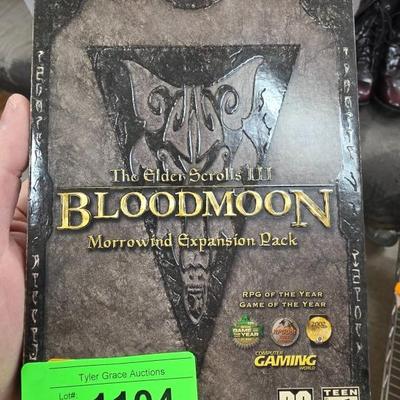 The Elder Scrolls III
BLOODMOON
Morrowind Expansion Pack
RPG OF THE YEAR
GAME OF THE YEAR
COMPUTER
GAMING
WORLD
Tyler Grace Auctions
Lot#:
1104
PC
TEEN